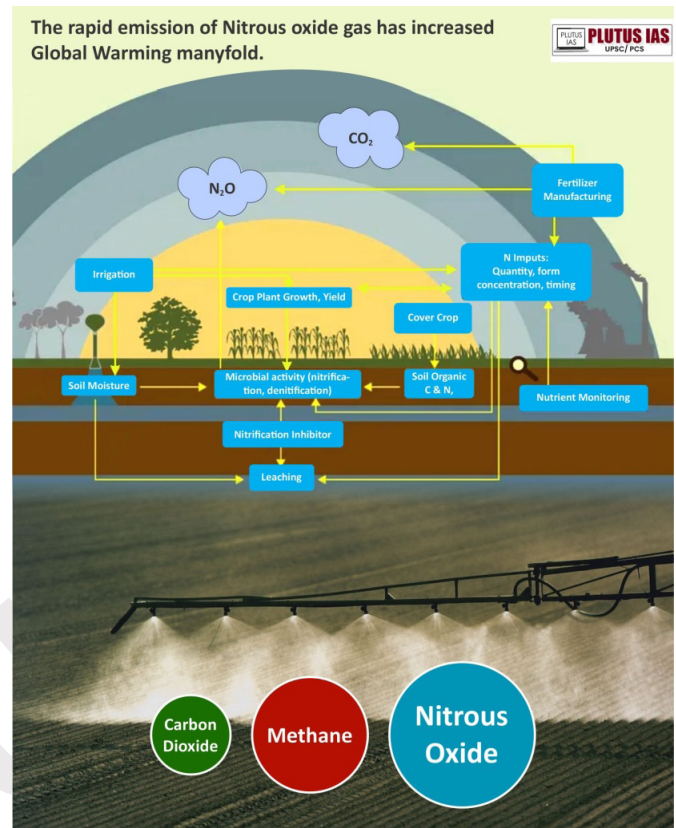 The rapid emission of Nitrous oxide gas has increased
Global Warming manyfold.
PLUTUS
IAS
PLUTUS IAS
UPSC/ PCS
CO₂
N₂O
Fertilizer
Manufacturing
Irrigation
N Imputs:
Quantity, form
concentration, timing
Crop Plant Growth, Yield
Cover Crop
Soil Moisture
Microbial activity (nitrifica-
tion, denitification)
Soil Organic
C & N,
Nutrient Monitoring
Nitrification Inhibitor
Leaching
Carbon
Dioxide
Methane
Nitrous
Oxide